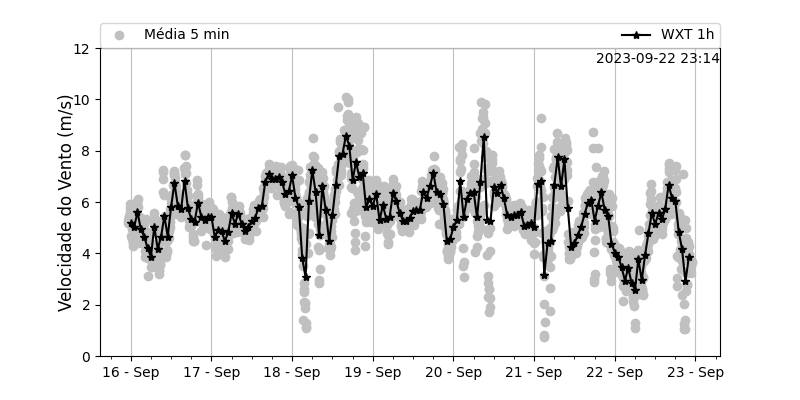 Média 5 min
WXT 1h
2023-09-22 23:14
Velocidade do Vento (m/s)
12
10
8
6
4
2
0
16 - Sep
17 - Sep
18 - Sep
19 - Sep
20 - Sep
21 - Sep
22 - Sep
23 - Sep